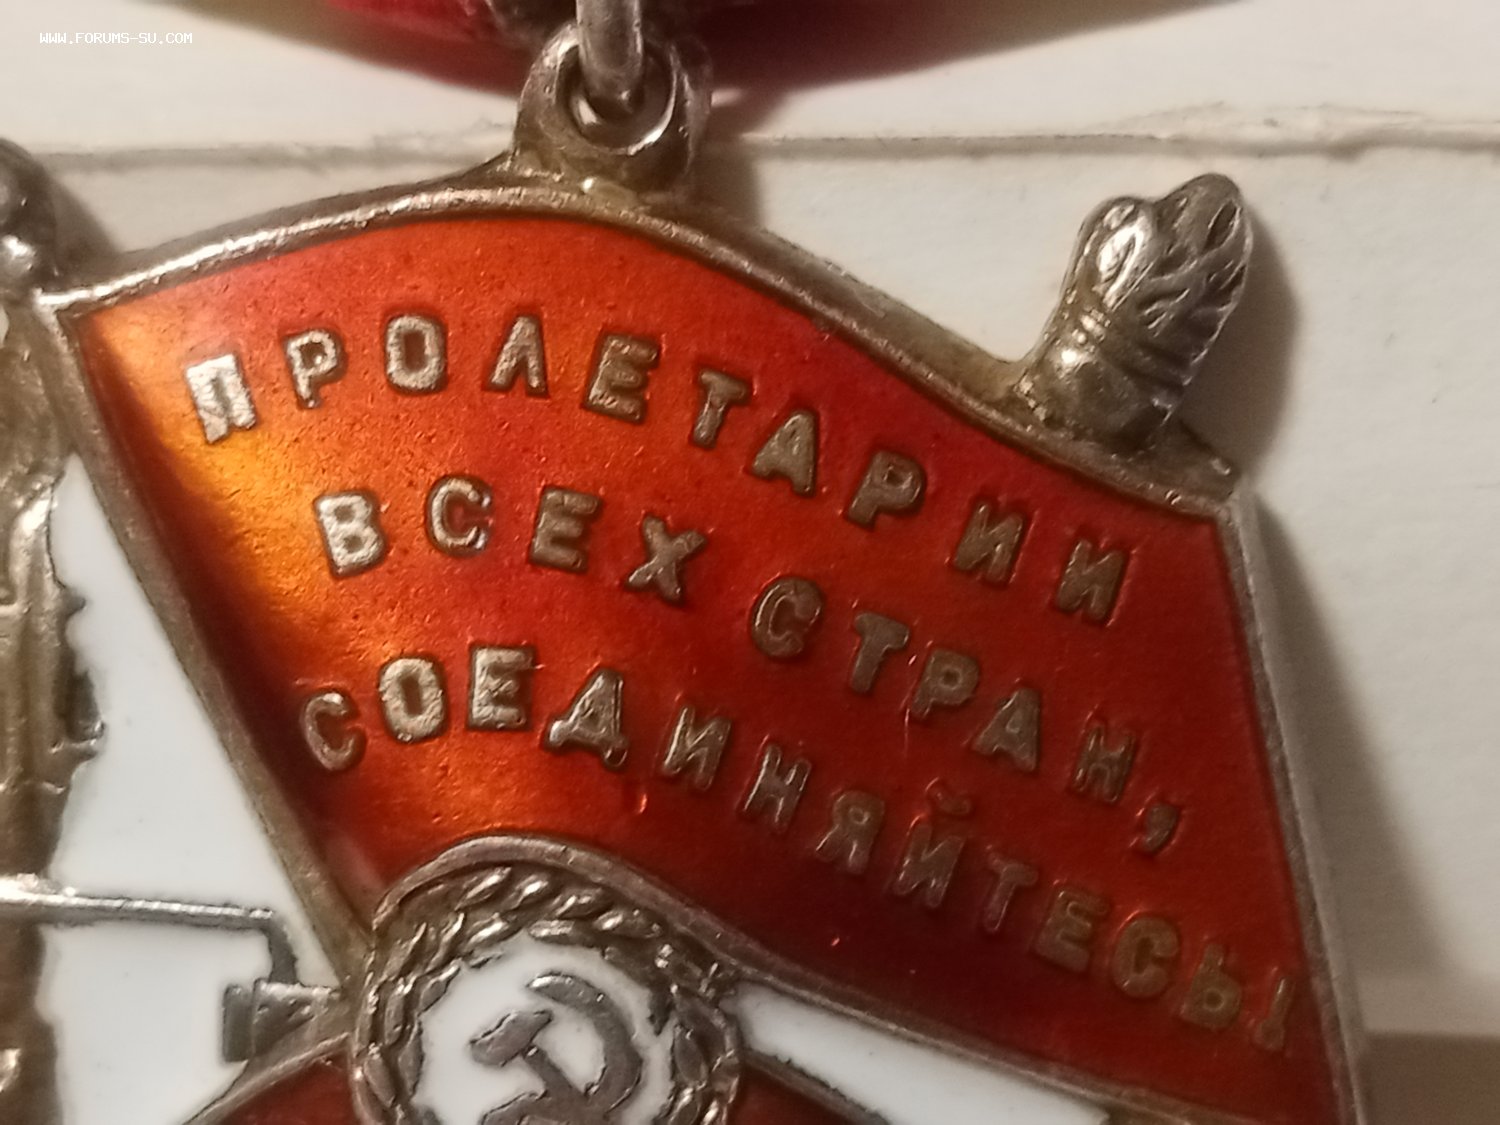 WWW.FORUMS-SU.COM
ПРОЛЕТАРИИ
ВСЕХ СТРАН,
СОЕДИНЯЙТЕСЬ!